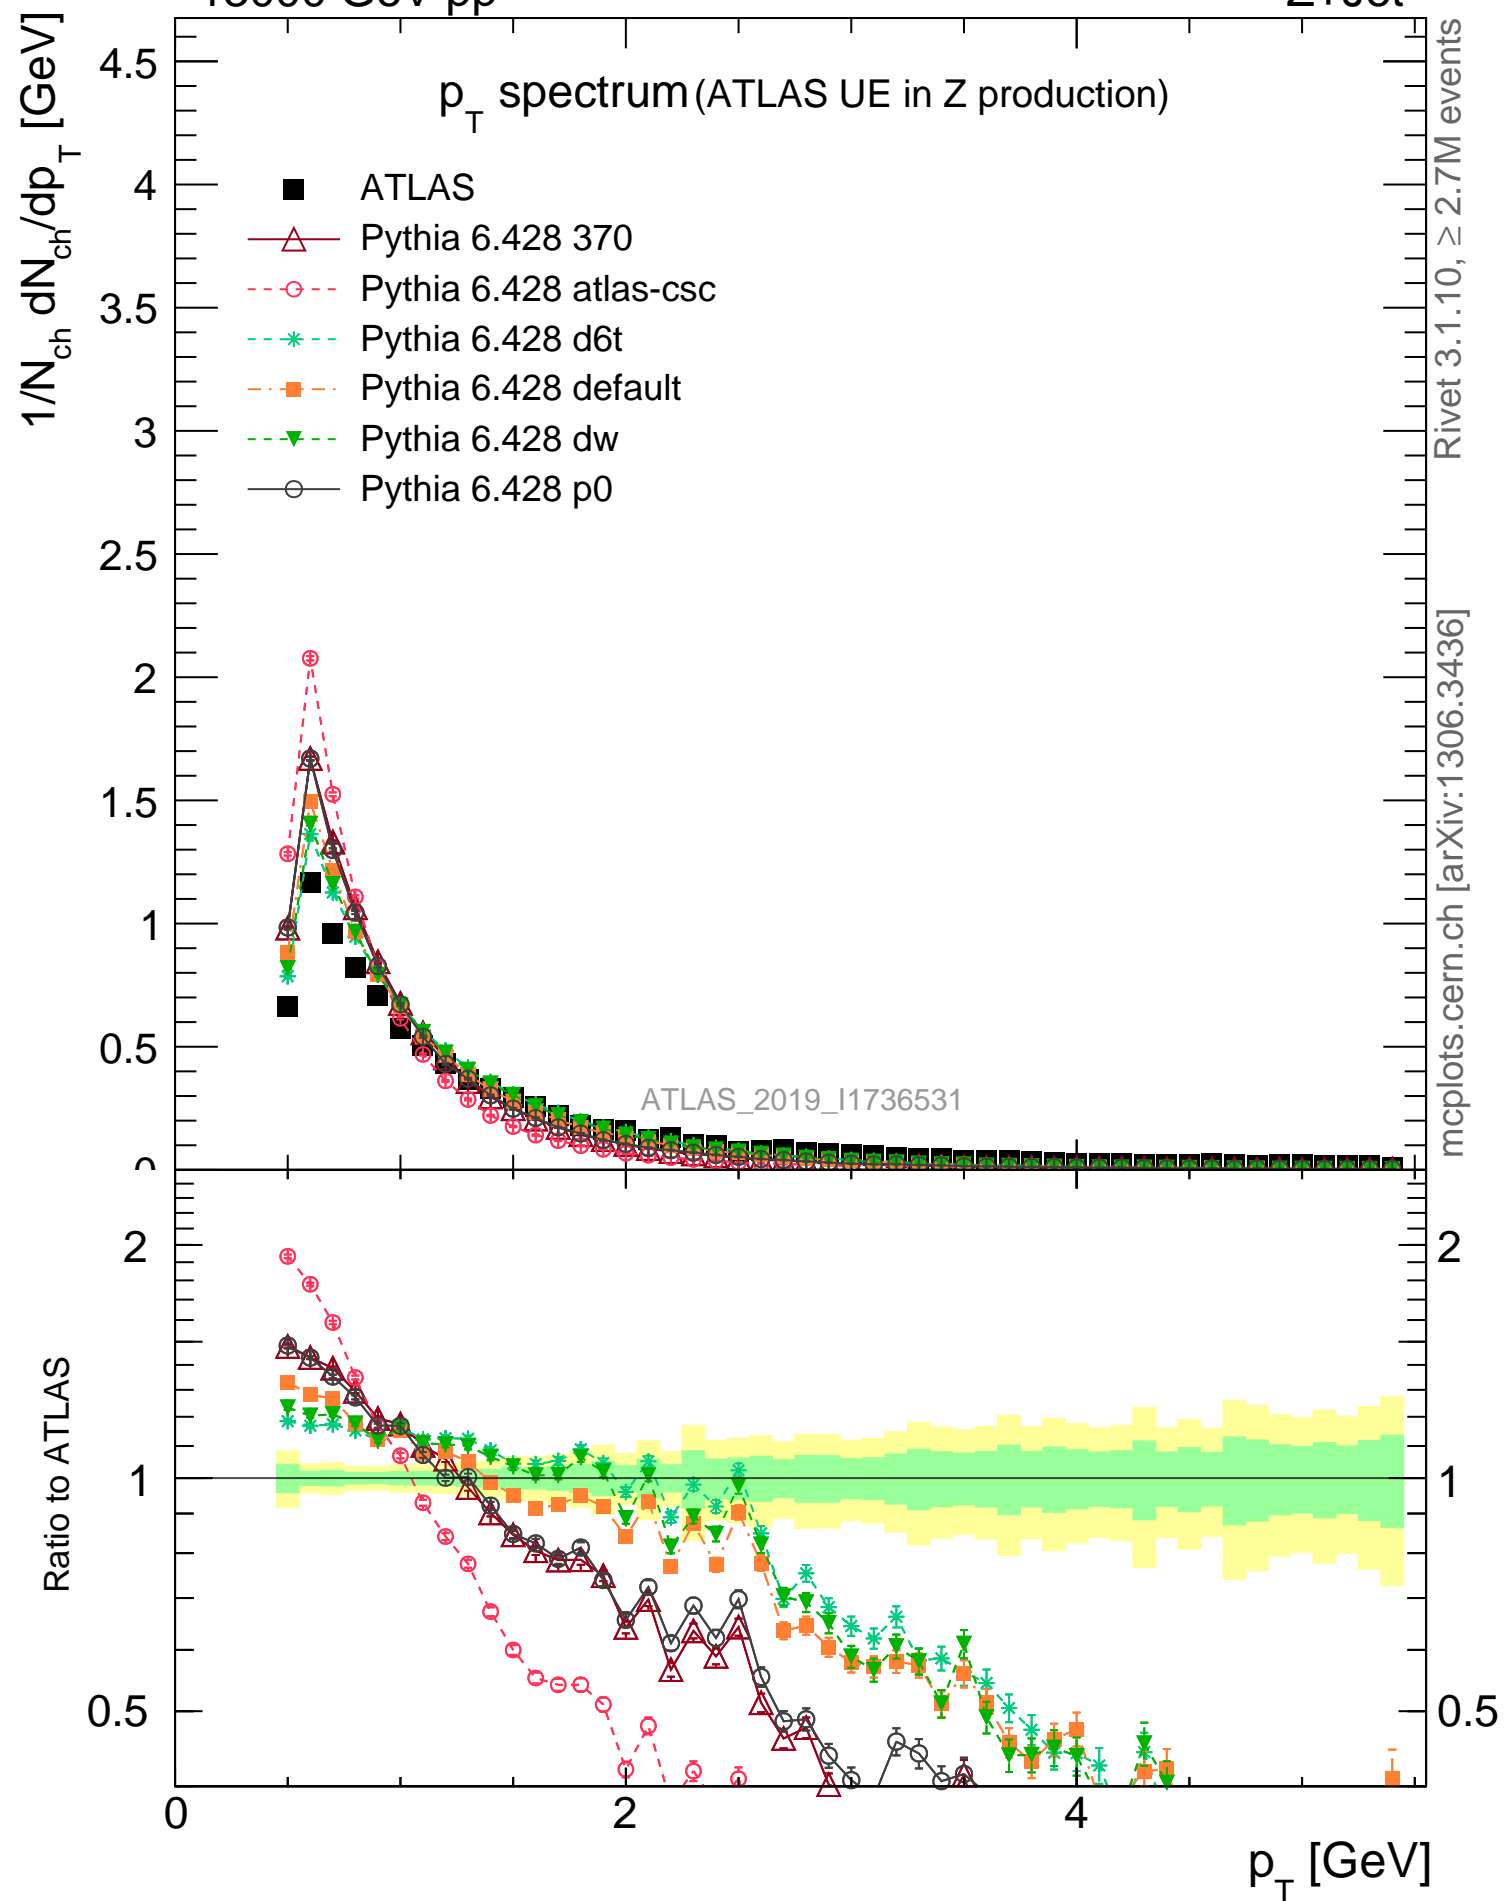 13000 GeV pp
Z+Jet
p_T spectrum (ATLAS UE in Z production)
1/N_ch dN_ch/dp_T [GeV]
ATLAS
Pythia 6.428 370
Pythia 6.428 atlas-csc
Pythia 6.428 d6t
Pythia 6.428 default
Pythia 6.428 dw
Pythia 6.428 p0
4.5
4
3.5
3
2.5
2
1.5
1
0.5
0
ATLAS_2019_I1736531
Rivet 3.1.10, ≥ 2.7M events
mcplots.cern.ch [arXiv:1306.3436]
Ratio to ATLAS
2
1
0.5
2
1
0.5
0
2
4
p_T [GeV]